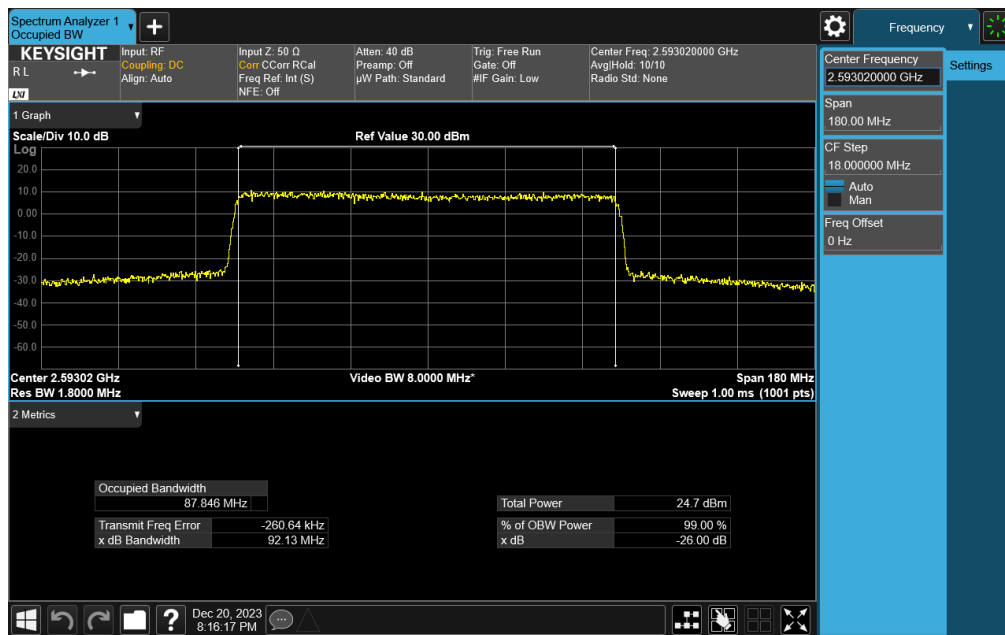 Spectrum Analyzer 1
Occupied BW
Frequency
KEYSIGHT
R L
LXI
Input: RF
Coupling: DC
Align: Auto
Input Z: 50 Ω
Corr CCorr RCal
Freq Ref: Int (S)
NFE: Off
Atten: 40 dB
Preamp: Off
µW Path: Standard
Trig: Free Run
Gate: Off
#IF Gain: Low
Center Freq: 2.593020000 GHz
Avg|Hold: 10/10
Radio Std: None
Center Frequency
2.593020000 GHz
Settings
Span
180.00 MHz
CF Step
18.000000 MHz
Auto
Man
Freq Offset
0 Hz
1 Graph
Scale/Div 10.0 dB
Ref Value 30.00 dBm
Log
20.0
10.0
0.00
-10.0
-20.0
-30.0
-40.0
-50.0
-60.0
Center 2.59302 GHz
Video BW 8.0000 MHz*
Span 180 MHz
Res BW 1.8000 MHz
Sweep 1.00 ms (1001 pts)
2 Metrics
Occupied Bandwidth
87.846 MHz
Total Power 24.7 dBm
Transmit Freq Error -260.64 kHz
% of OBW Power 99.00 %
x dB Bandwidth 92.13 MHz
x dB -26.00 dB
Dec 20, 2023
8:16:17 PM